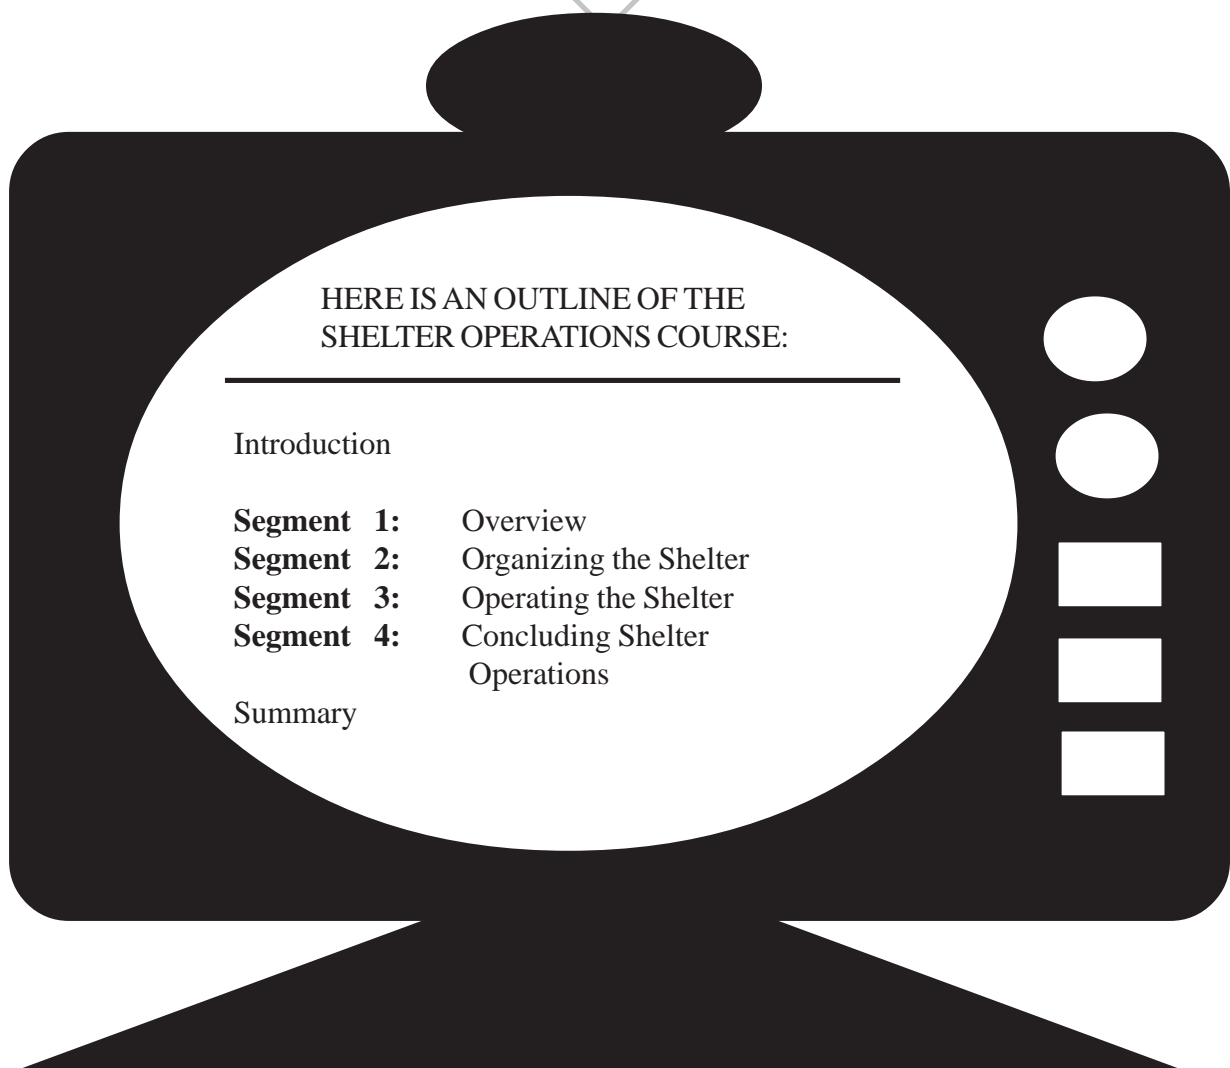 HERE IS AN OUTLINE OF THE
SHELTER OPERATIONS COURSE:
Introduction
Segment 1: Overview
Segment 2: Organizing the Shelter
Segment 3: Operating the Shelter
Segment 4: Concluding Shelter
Operations
Summary